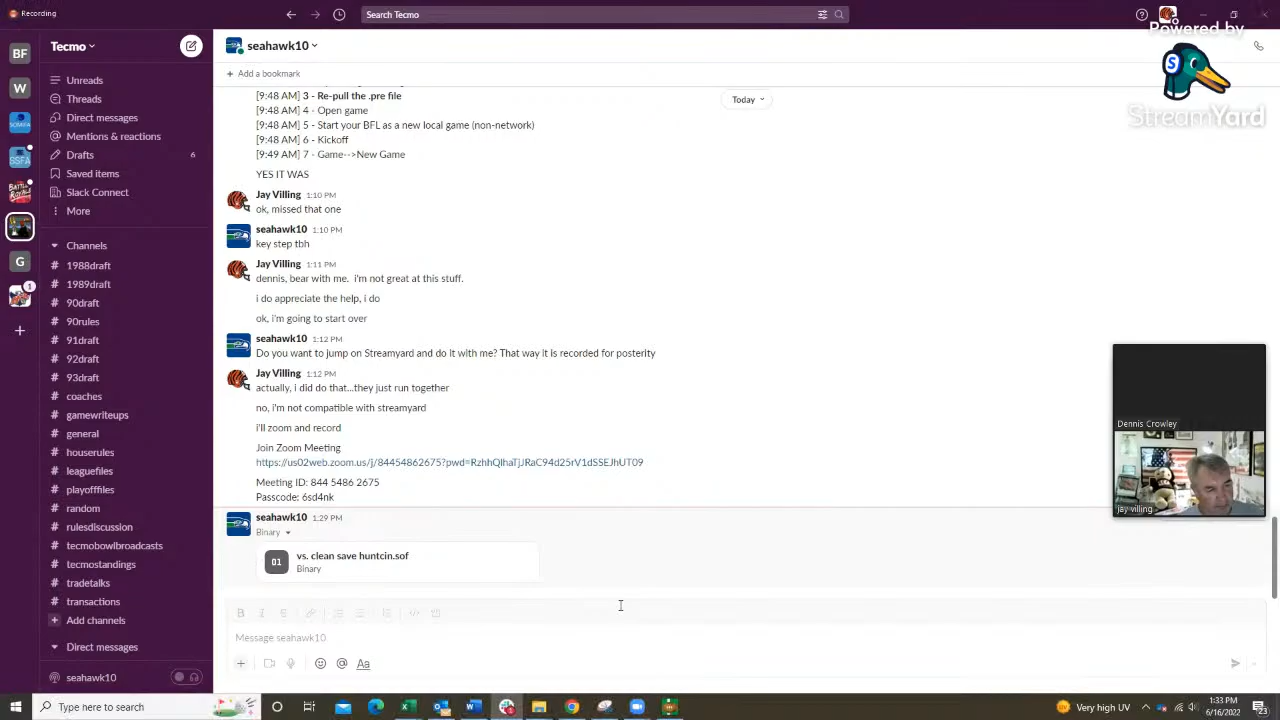 Recording
Search Tecmo
Powered by
StreamYard
BF
W
G
1
Tecmo
Unreads
Threads
Direct messages
Mentions & reactions
Drafts 6
Saved items
Slack Connect
More
Channels
# 1988draft
# 1989draft
# 90draft
# 90rules
# 91draft
# 92draft
# 93draft
# coaches
# gamewriteups
# general
# houserules
# leaguefiles
# playofffiles
# random
# rulesdiscussion
# tecmobowlbroadcasts
# tecmostandings
# tradetalks
# transactions
+ Add channels
Direct messages
seahawk10
seahawk10
+ Add a bookmark
Today
[9:48 AM] 3 - Re-pull the .pre file
[9:48 AM] 4 - Open game
[9:48 AM] 5 - Start your BFL as a new local game (non-network)
[9:48 AM] 6 - Kickoff
[9:49 AM] 7 - Game-->New Game
YES IT WAS
Jay Villing 1:10 PM
ok, missed that one
seahawk10 1:10 PM
key step tbh
Jay Villing 1:11 PM
dennis, bear with me.  i'm not great at this stuff.
i do appreciate the help, i do
ok, i'm going to start over
seahawk10 1:12 PM
Do you want to jump on Streamyard and do it with me? That way it is recorded for posterity
Jay Villing 1:12 PM
actually, i did do that...they just run together
no, i'm not compatible with streamyard
i'll zoom and record
Join Zoom Meeting
https://us02web.zoom.us/j/84454862675?pwd=RzhhQlhaTjJRaC94d25rV1dSSEJhUT09
Meeting ID: 844 5486 2675
Passcode: 6sd4nk
seahawk10 1:29 PM
Binary
01
vs. clean save huntcin.sof
Binary
Message seahawk10
Aa
Dennis Crowley
jay villing
Type here to search
Very high UV
1:33 PM
6/16/2022